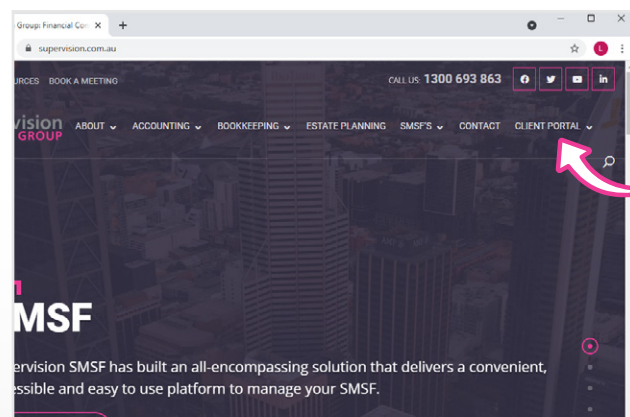 Group: Financial Con
supervision.com.au
L
URCES BOOK A MEETING
CALL US: 1300 693 863
vision
GROUP
ABOUT ACCOUNTING BOOKKEEPING ESTATE PLANNING SMSF'S CONTACT CLIENT PORTAL
MSF
ervision SMSF has built an all-encompassing solution that delivers a convenient,
essible and easy to use platform to manage your SMSF.